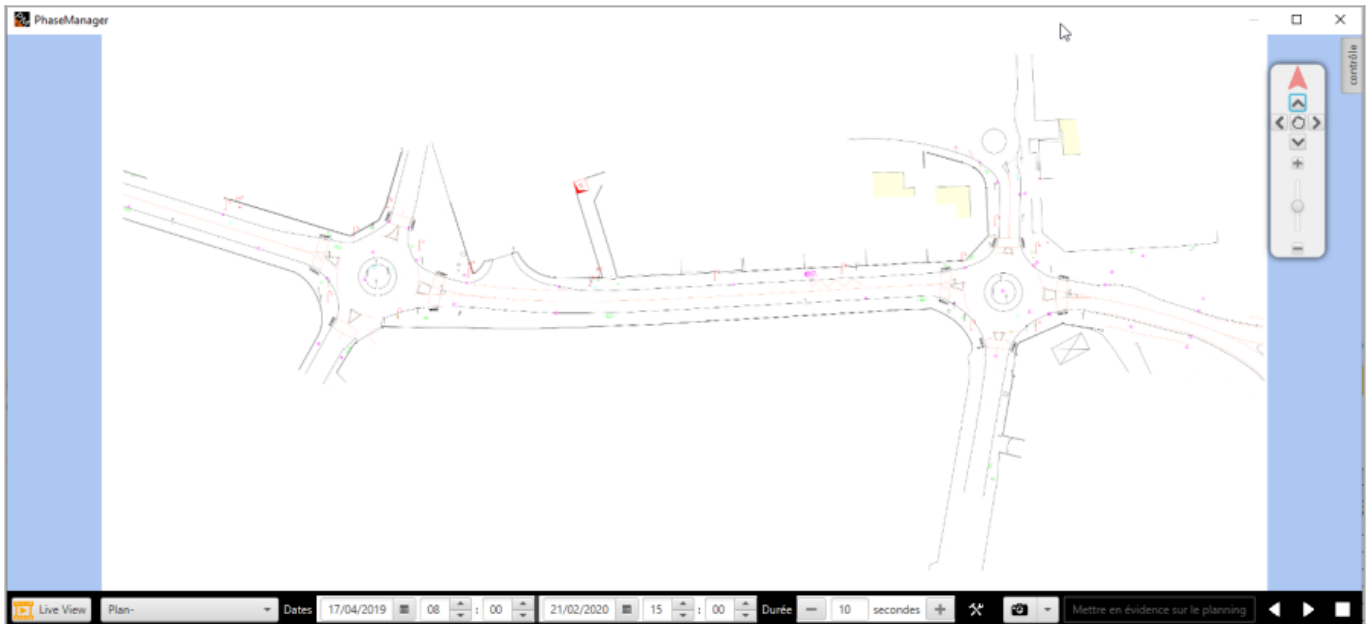 PhaseManager
contrôle
Live View Plan- Dates 17/04/2019 08 : 00 21/02/2020 15 : 00 Durée 10 secondes Mettre en évidence sur le planning